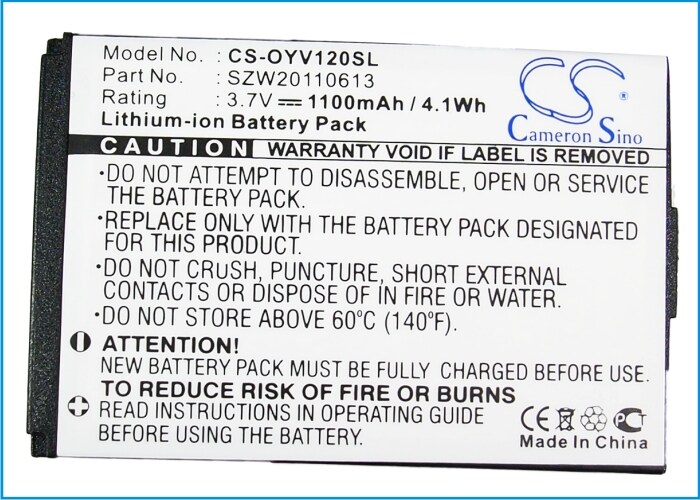 Model No. : CS-OYV120SL
Part No. : SZW20110613
Rating : 3.7V 1100mAh / 4.1Wh
Lithium-ion Battery Pack
CS
®
Cameron Sino
CAUTION WARRANTY VOID IF LABEL IS REMOVED
•DO NOT ATTEMPT TO DISASSEMBLE, OPEN OR SERVICE
THE BATTERY PACK.
•REPLACE ONLY WITH THE BATTERY PACK DESIGNATED
FOR THIS PRODUCT.
•DO NOT CRUSH, PUNCTURE, SHORT EXTERNAL
CONTACTS OR DISPOSE OF IN FIRE OR WATER.
•DO NOT STORE ABOVE 60°C (140°F).
ATTENTION!
NEW BATTERY PACK MUST BE FULLY CHARGED BEFORE USE.
TO REDUCE RISK OF FIRE OR BURNS
READ INSTRUCTIONS IN OPERATING GUIDE
BEFORE USING THE BATTERY PACK.
CE PCT
Made In China